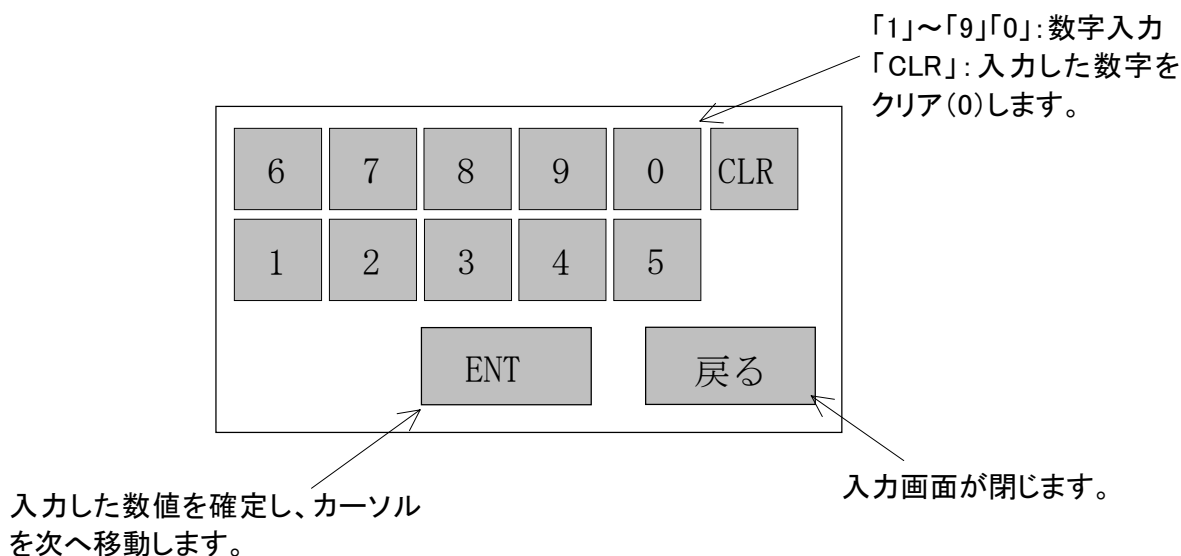 「1」～「9」「0」：数字入力
「CLR」：入力した数字を
クリア（0）します。
6 7 8 9 0 CLR
1 2 3 4 5
ENT 戻る
入力画面が閉じます。
入力した数値を確定し、カーソル
を次へ移動します。